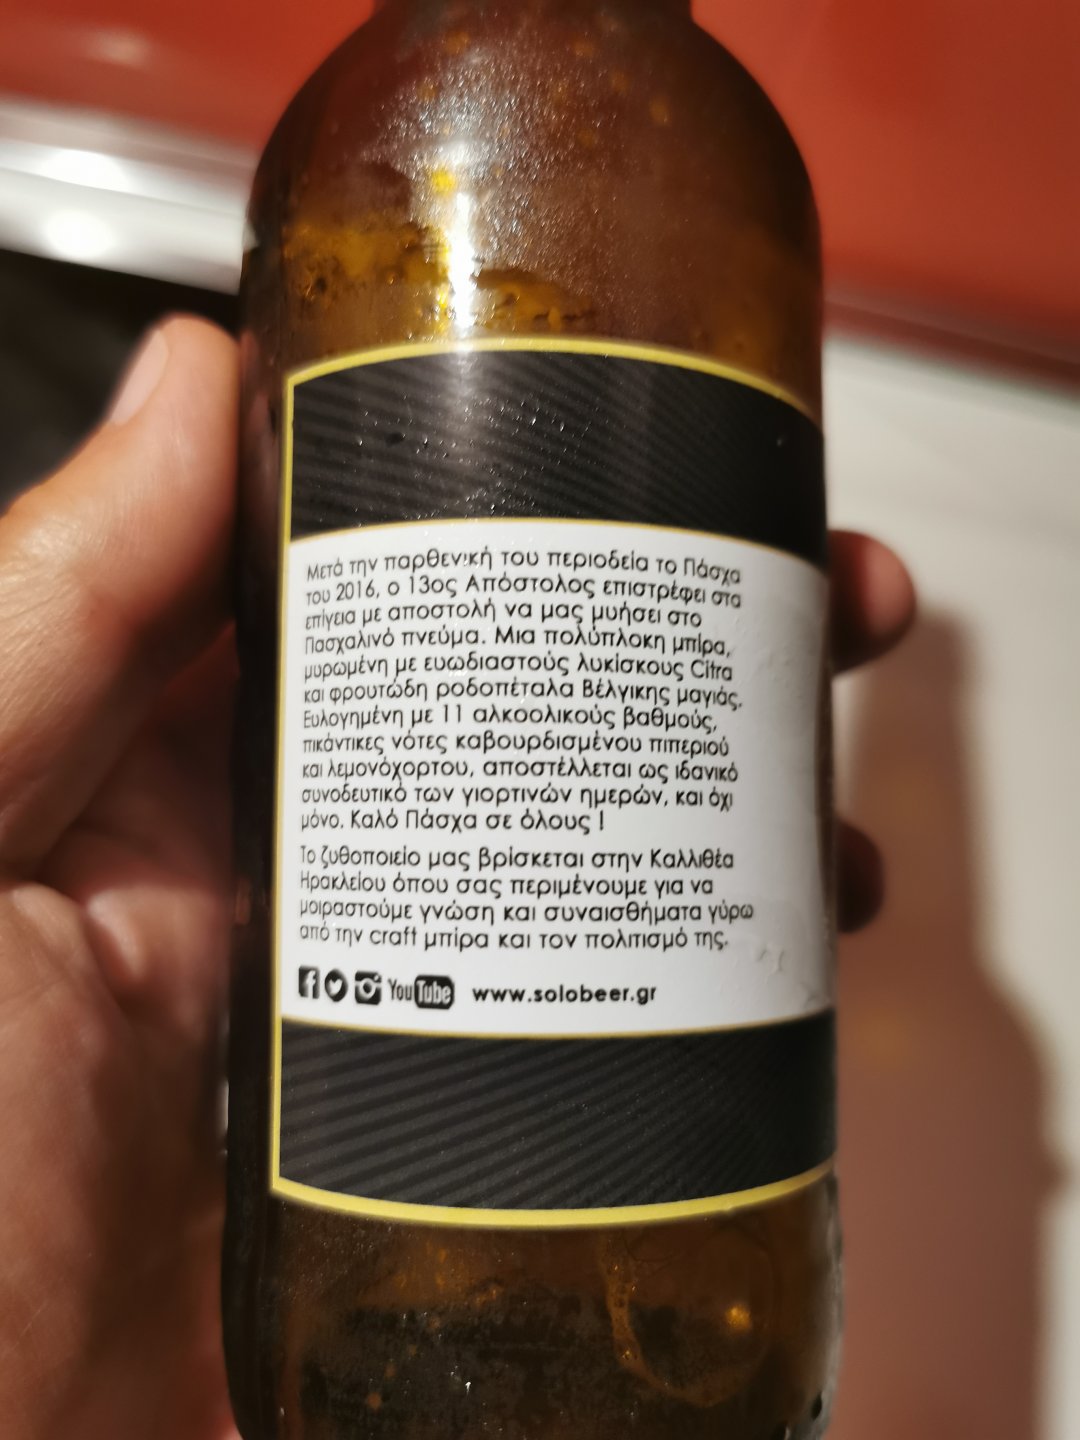 Μετά την παρθενική του περιοδεία το Πάσχα
του 2016, ο 13ος Απόστολος επιστρέφει στα
επίγεια με αποστολή να μας μυήσει στο
Πασχαλινό πνεύμα. Μια πολύπλοκη μπίρα,
μυρωμένη με ευωδιαστούς λυκίσκους Citra
και φρουτώδη ροδοπέταλα Βέλγικης μαγιάς.
Ευλογημένη με 11 αλκοολικούς βαθμούς,
πικάντικες νότες καβουρδισμένου πιπεριού
και λεμονόχορτου, αποστέλλεται ως ιδανικό
συνοδευτικό των γιορτινών ημερών, και όχι
μόνο. Καλό Πάσχα σε όλους !
Το ζυθοποιείο μας βρίσκεται στην Καλλιθέα
Ηρακλείου όπου σας περιμένουμε για να
μοιραστούμε γνώση και συναισθήματα γύρω
από την craft μπίρα και τον πολιτισμό της.
f YouTube www.solobeer.gr